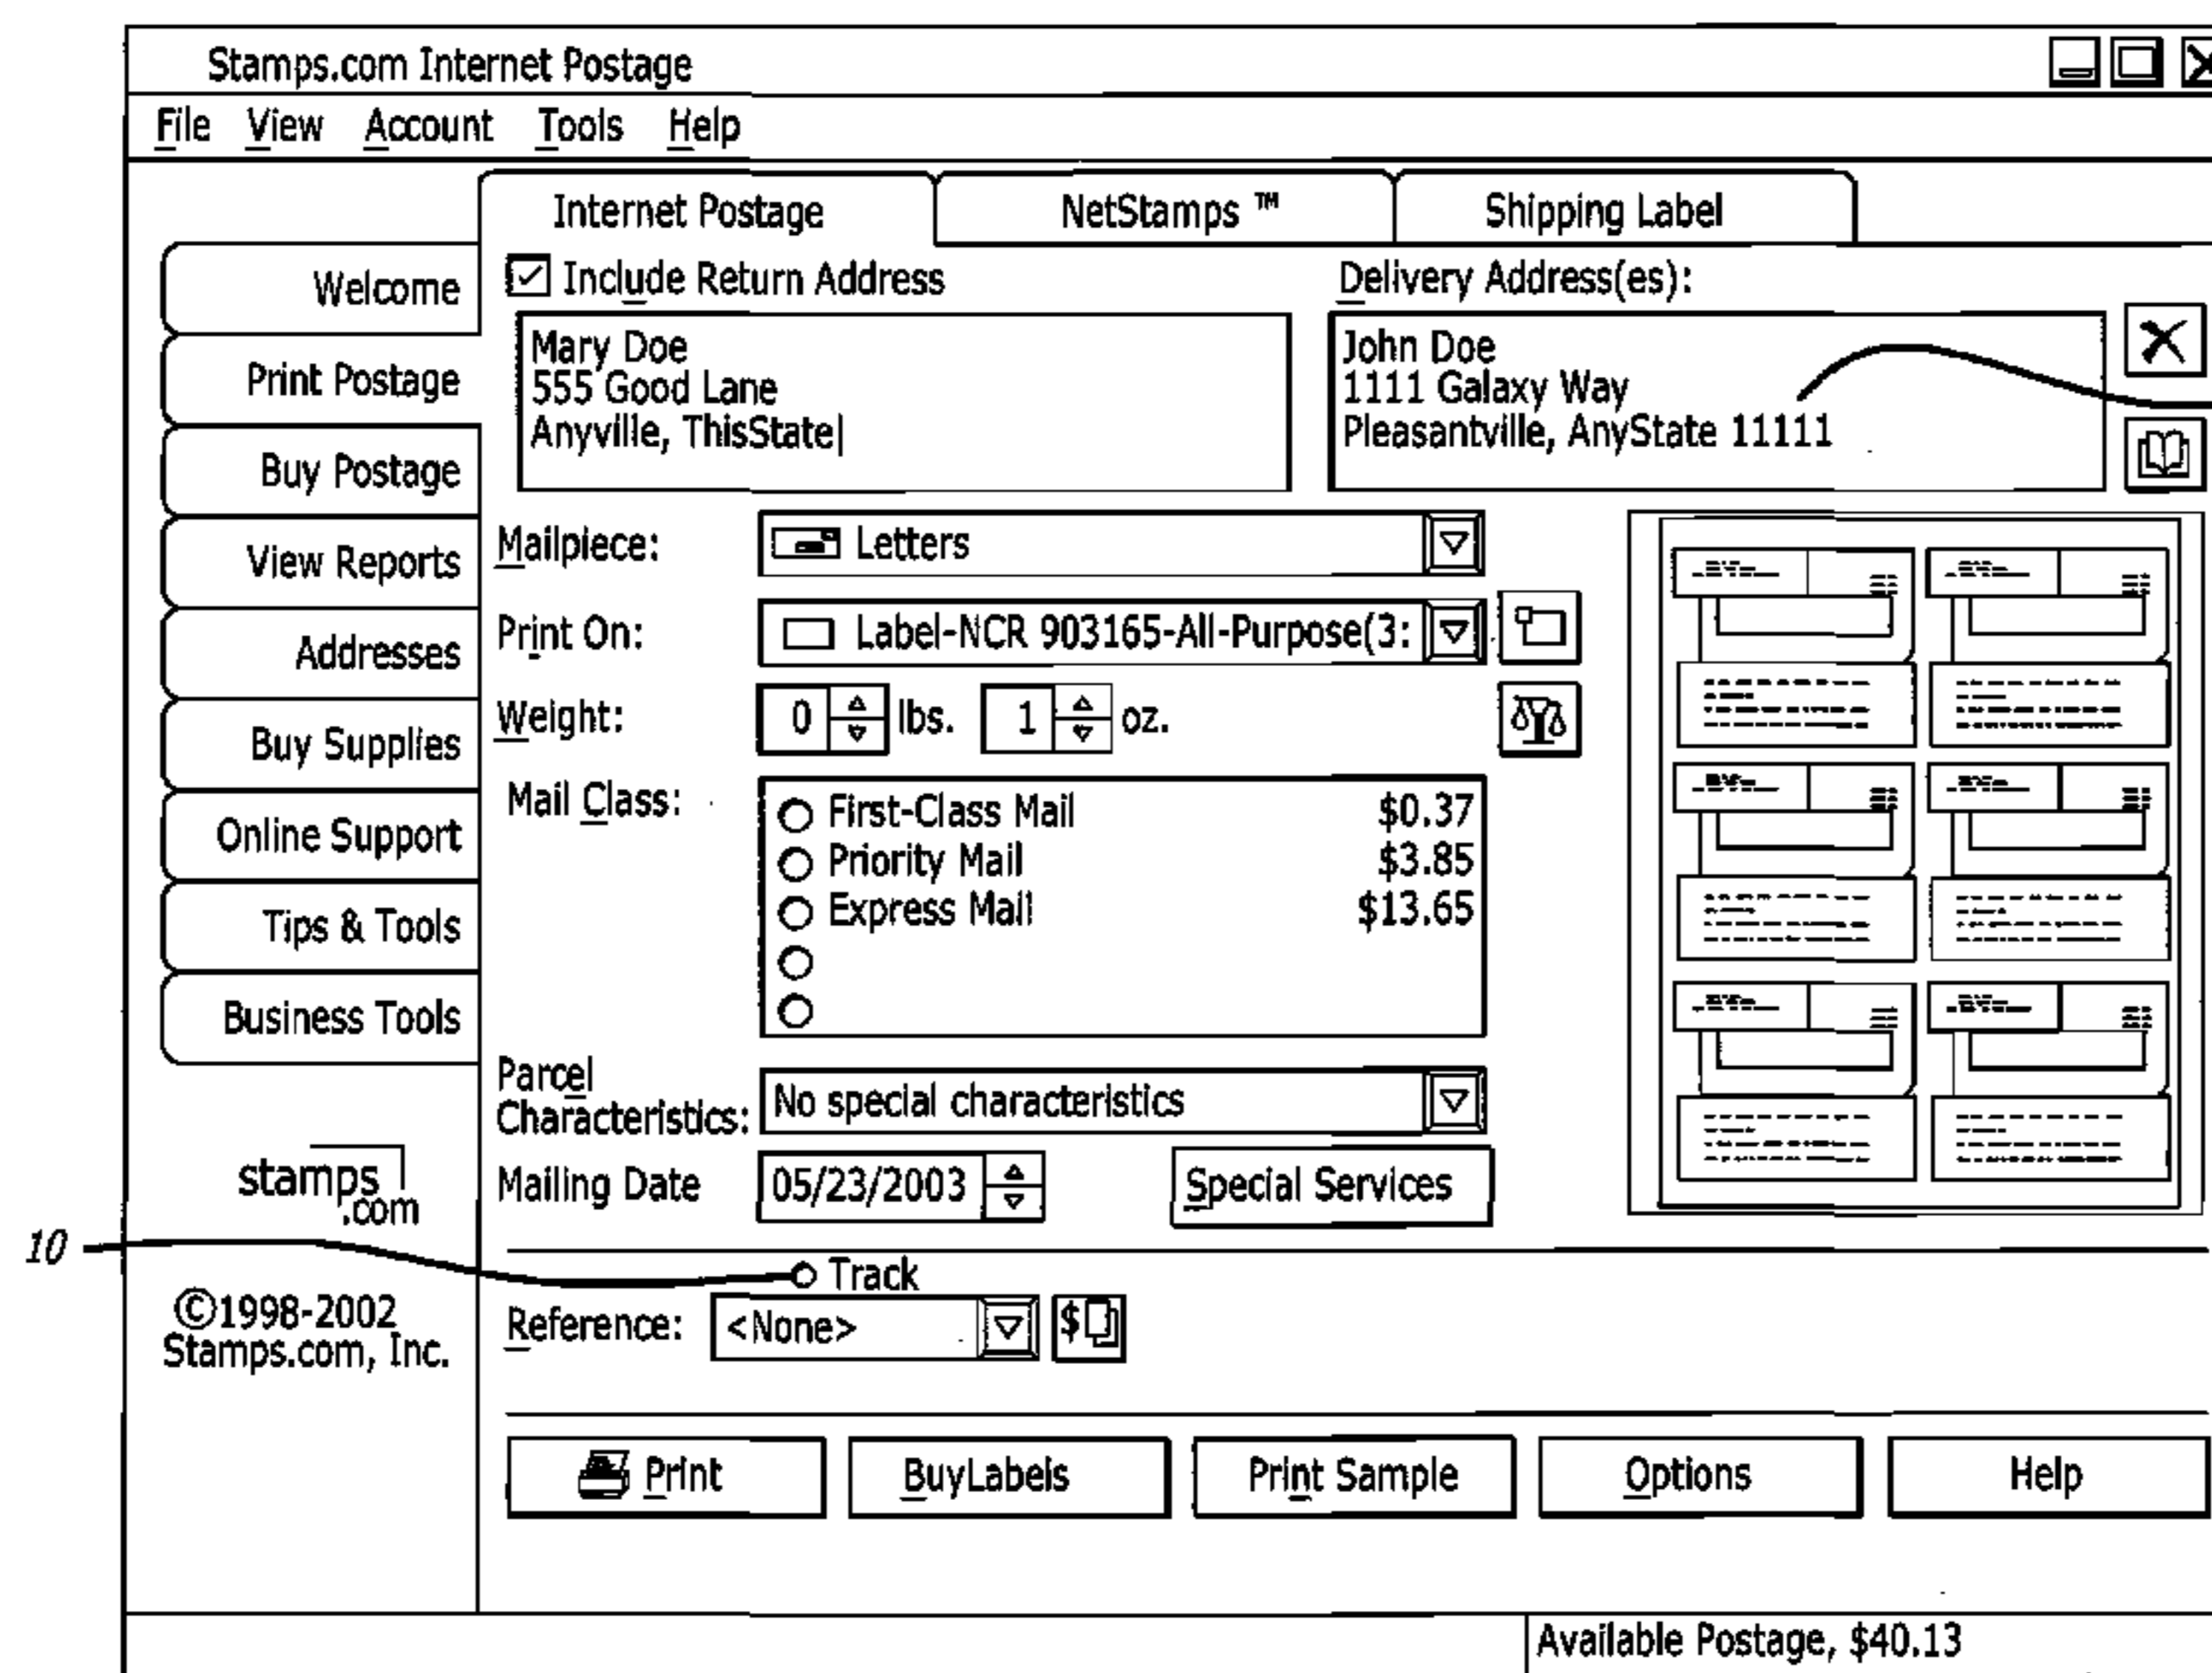 Stamps.com Internet Postage
File View Account Tools Help
Internet Postage NetStamps ™ Shipping Label
Welcome
Print Postage
Buy Postage
View Reports
Addresses
Buy Supplies
Online Support
Tips & Tools
Business Tools
stamps
.com
10
©1998-2002
Stamps.com, Inc.
Include Return Address
Mary Doe
555 Good Lane
Anyville, ThisState
Delivery Address(es):
John Doe
1111 Galaxy Way
Pleasantville, AnyState 11111
Mailpiece: Letters
Print On: Label-NCR 903165-All-Purpose(3:
Weight: 0 lbs. 1 oz.
Mail Class:
First-Class Mail $0.37
Priority Mail $3.85
Express Mail $13.65
Parcel
Characteristics: No special characteristics
Mailing Date 05/23/2003 Special Services
Track
Reference: <None> $
Print BuyLabels Print Sample Options Help
Available Postage, $40.13